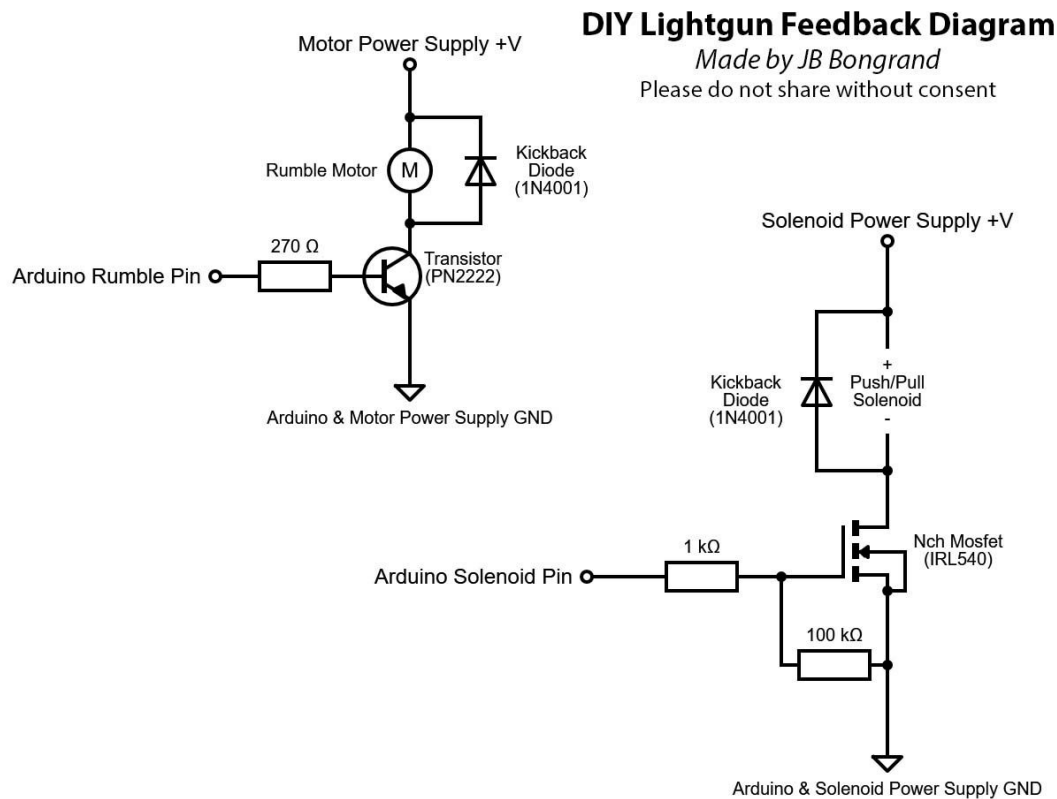 DIY Lightgun Feedback Diagram
Made by JB Bongrand
Please do not share without consent
Motor Power Supply +V
Rumble Motor
M
Kickback
Diode
(1N4001)
270 Ω
Transistor
(PN2222)
Arduino Rumble Pin
Arduino & Motor Power Supply GND
Solenoid Power Supply +V
Kickback
Diode
(1N4001)
+
Push/Pull
Solenoid
-
Nch Mosfet
(IRL540)
1 kΩ
Arduino Solenoid Pin
100 kΩ
Arduino & Solenoid Power Supply GND